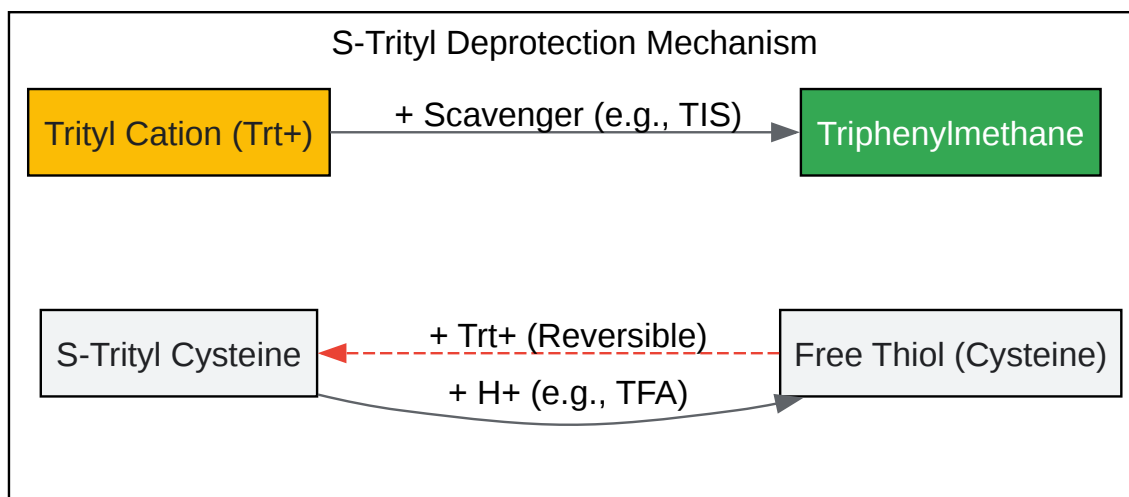 S-Trityl Deprotection Mechanism
Trityl Cation (Trt+)
+ Scavenger (e.g., TIS)
Triphenylmethane
S-Trityl Cysteine
+ Trt+ (Reversible)
Free Thiol (Cysteine)
+ H+ (e.g., TFA)